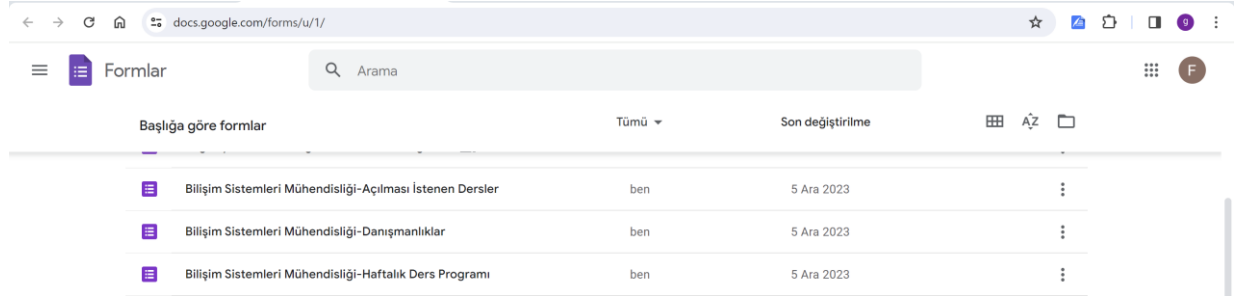 docs.google.com/forms/u/1/
g
Formlar
Arama
F
Başlığa göre formlar
Tümü
Son değiştirilme
AZ
Bilişim Sistemleri Mühendisliği-Açılması İstenen Dersler ben 5 Ara 2023
Bilişim Sistemleri Mühendisliği-Danışmanlıklar ben 5 Ara 2023
Bilişim Sistemleri Mühendisliği-Haftalık Ders Programı ben 5 Ara 2023